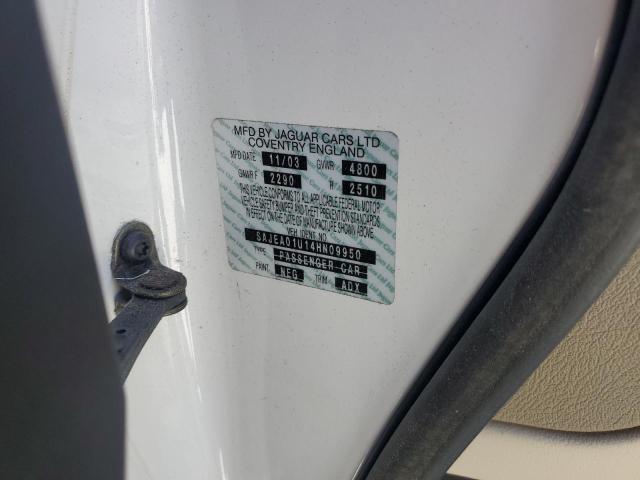 MFD BY JAGUAR CARS LTD
COVENTRY ENGLAND
MFD DATE 11/03 GVWR 4800
GAWR F 2290 R 2510
THIS VEHICLE CONFORMS TO ALL APPLICABLE FEDERAL MOTOR
VEHICLE SAFETY BUMPER AND THEFT PREVENTION STANDARDS
IN EFFECT ON THE DATE OF MANUFACTURE SHOWN ABOVE
VEH. IDENT. NO.
SAJEA01U14HN09950
TYPE PASSENGER CAR
PAINT NEG TRIM ADX